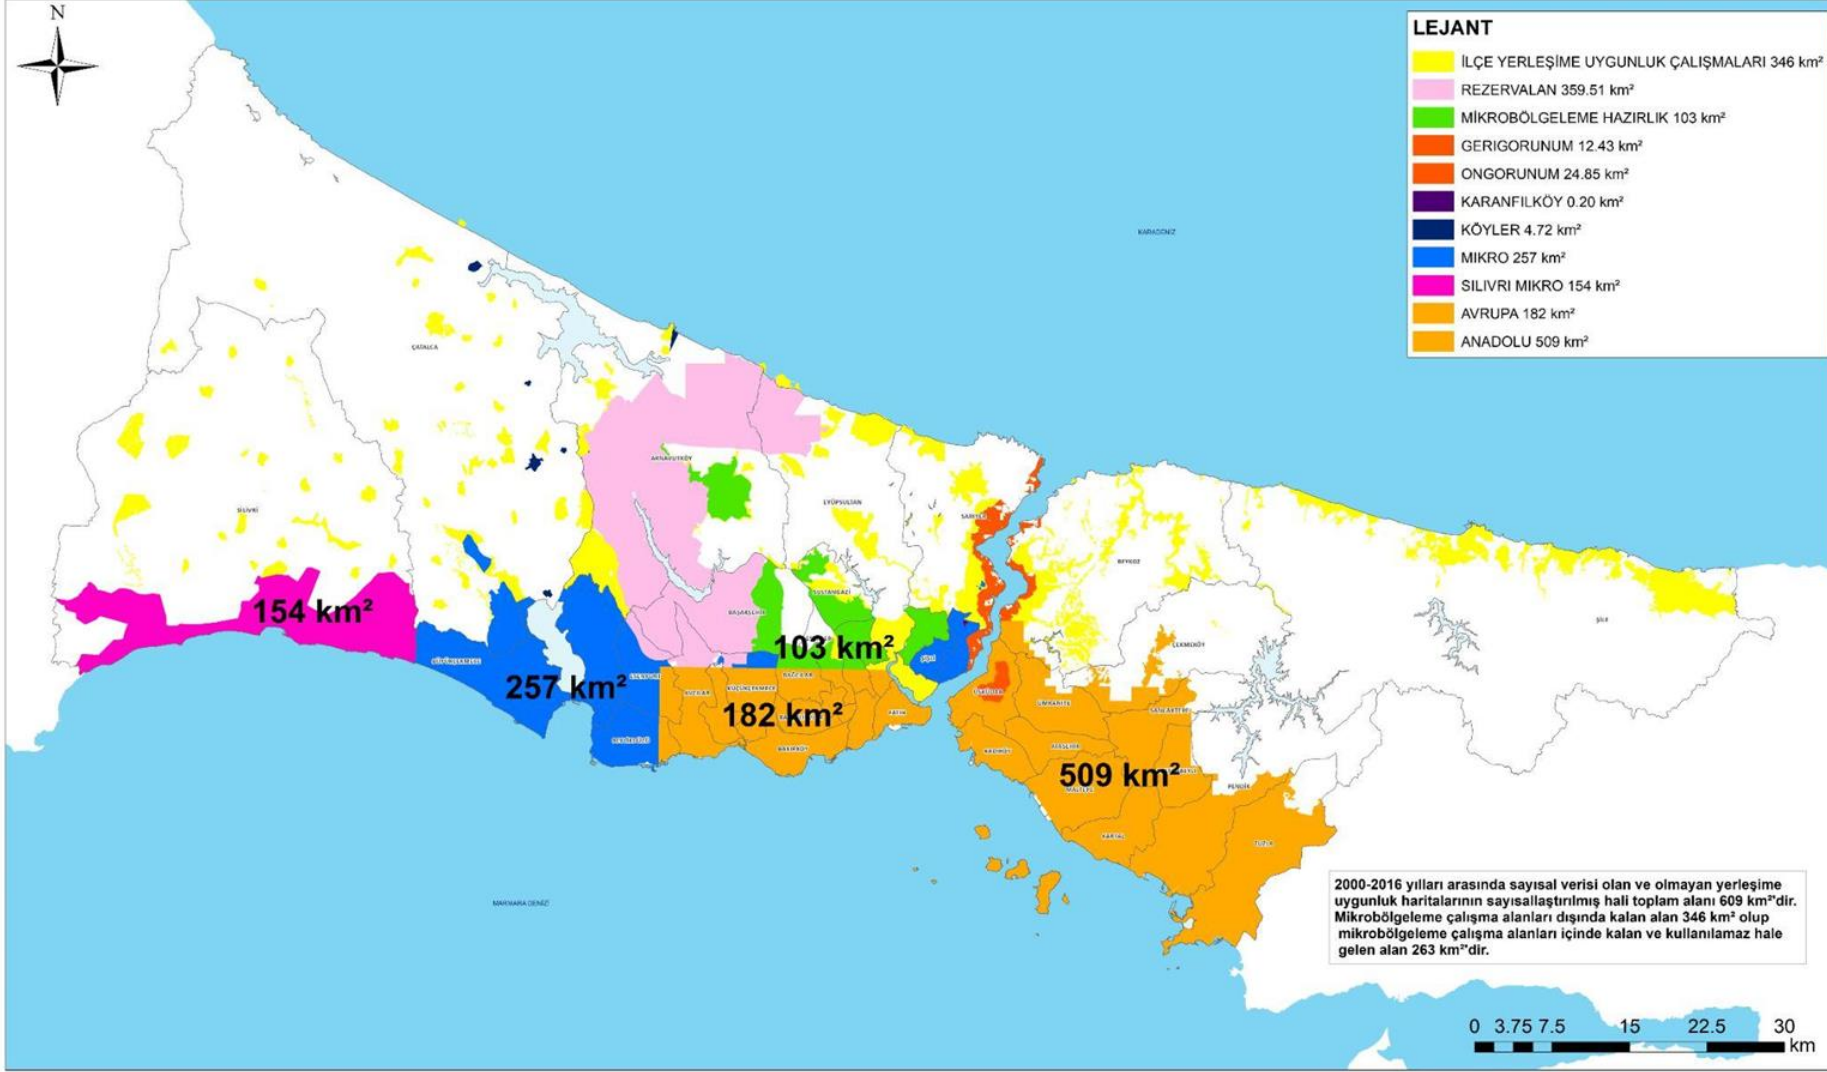 N
LEJANT
İLÇE YERLEŞİME UYGUNLUK ÇALIŞMALARI 346 km²
REZERVALAN 359.51 km²
MİKROBÖLGELEME HAZIRLIK 103 km²
GERIGORUNUM 12.43 km²
ONGORUNUM 24.85 km²
KARANFILKÖY 0.20 km²
KÖYLER 4.72 km²
MIKRO 257 km²
SILIVRI MIKRO 154 km²
AVRUPA 182 km²
ANADOLU 509 km²
KARADENİZ
ÇATALCA
ARNAVUTKÖY
EYÜPSULTAN
SİLİVRİ
SARIYER
BEYKOZ
SULTANGAZİ
BAŞAKŞEHİR
154 km²
ŞİLE
103 km²
ÇEKMEKÖY
BÜYÜKÇEKMECE
ŞİŞLİ
257 km²
ESENYURT
BAĞCILAR
AVCILAR
KÜÇÜKÇEKMECE
ÜSKÜDAR
ÜMRANİYE
SANCAKTEPE
182 km²
FATİH
BEYLİKDÜZÜ
BAKIRKÖY
KADIKÖY
ATAŞEHİR
509 km²
MALTEPE
PENDİK
KARTAL
TUZLA
MARMARA DENİZİ
2000-2016 yılları arasında sayısal verisi olan ve olmayan yerleşime
uygunluk haritalarının sayısallaştırılmış hali toplam alanı 609 km²'dir.
Mikrobölgeleme çalışma alanları dışında kalan alan 346 km² olup
mikrobölgeleme çalışma alanları içinde kalan ve kullanılamaz hale
gelen alan 263 km²'dir.
0 3.75 7.5 15 22.5 30
km